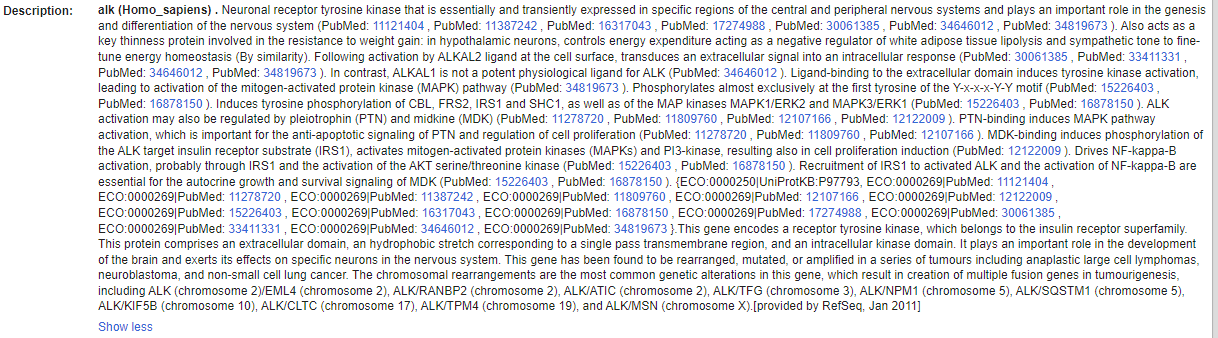 Description: alk (Homo_sapiens) . Neuronal receptor tyrosine kinase that is essentially and transiently expressed in specific regions of the central and peripheral nervous systems and plays an important role in the genesis
and differentiation of the nervous system (PubMed: 11121404 , PubMed: 11387242 , PubMed: 16317043 , PubMed: 17274988 , PubMed: 30061385 , PubMed: 34646012 , PubMed: 34819673 ). Also acts as a
key thinness protein involved in the resistance to weight gain: in hypothalamic neurons, controls energy expenditure acting as a negative regulator of white adipose tissue lipolysis and sympathetic tone to fine-
tune energy homeostasis (By similarity). Following activation by ALKAL2 ligand at the cell surface, transduces an extracellular signal into an intracellular response (PubMed: 30061385 , PubMed: 33411331 ,
PubMed: 34646012 , PubMed: 34819673 ). In contrast, ALKAL1 is not a potent physiological ligand for ALK (PubMed: 34646012 ). Ligand-binding to the extracellular domain induces tyrosine kinase activation,
leading to activation of the mitogen-activated protein kinase (MAPK) pathway (PubMed: 34819673 ). Phosphorylates almost exclusively at the first tyrosine of the Y-x-x-x-Y-Y motif (PubMed: 15226403 ,
PubMed: 16878150 ). Induces tyrosine phosphorylation of CBL, FRS2, IRS1 and SHC1, as well as of the MAP kinases MAPK1/ERK2 and MAPK3/ERK1 (PubMed: 15226403 , PubMed: 16878150 ). ALK
activation may also be regulated by pleiotrophin (PTN) and midkine (MDK) (PubMed: 11278720 , PubMed: 11809760 , PubMed: 12107166 , PubMed: 12122009 ). PTN-binding induces MAPK pathway
activation, which is important for the anti-apoptotic signaling of PTN and regulation of cell proliferation (PubMed: 11278720 , PubMed: 11809760 , PubMed: 12107166 ). MDK-binding induces phosphorylation of
the ALK target insulin receptor substrate (IRS1), activates mitogen-activated protein kinases (MAPKs) and PI3-kinase, resulting also in cell proliferation induction (PubMed: 12122009 ). Drives NF-kappa-B
activation, probably through IRS1 and the activation of the AKT serine/threonine kinase (PubMed: 15226403 , PubMed: 16878150 ). Recruitment of IRS1 to activated ALK and the activation of NF-kappa-B are
essential for the autocrine growth and survival signaling of MDK (PubMed: 15226403 , PubMed: 16878150 ). {ECO:0000250|UniProtKB:P97793, ECO:0000269|PubMed: 11121404 ,
ECO:0000269|PubMed: 11278720 , ECO:0000269|PubMed: 11387242 , ECO:0000269|PubMed: 11809760 , ECO:0000269|PubMed: 12107166 , ECO:0000269|PubMed: 12122009 ,
ECO:0000269|PubMed: 15226403 , ECO:0000269|PubMed: 16317043 , ECO:0000269|PubMed: 16878150 , ECO:0000269|PubMed: 17274988 , ECO:0000269|PubMed: 30061385 ,
ECO:0000269|PubMed: 33411331 , ECO:0000269|PubMed: 34646012 , ECO:0000269|PubMed: 34819673 }.This gene encodes a receptor tyrosine kinase, which belongs to the insulin receptor superfamily.
This protein comprises an extracellular domain, an hydrophobic stretch corresponding to a single pass transmembrane region, and an intracellular kinase domain. It plays an important role in the development
of the brain and exerts its effects on specific neurons in the nervous system. This gene has been found to be rearranged, mutated, or amplified in a series of tumours including anaplastic large cell lymphomas,
neuroblastoma, and non-small cell lung cancer. The chromosomal rearrangements are the most common genetic alterations in this gene, which result in creation of multiple fusion genes in tumourigenesis,
including ALK (chromosome 2)/EML4 (chromosome 2), ALK/RANBP2 (chromosome 2), ALK/ATIC (chromosome 2), ALK/TFG (chromosome 3), ALK/NPM1 (chromosome 5), ALK/SQSTM1 (chromosome 5),
ALK/KIF5B (chromosome 10), ALK/CLTC (chromosome 17), ALK/TPM4 (chromosome 19), and ALK/MSN (chromosome X).[provided by RefSeq, Jan 2011]
Show less